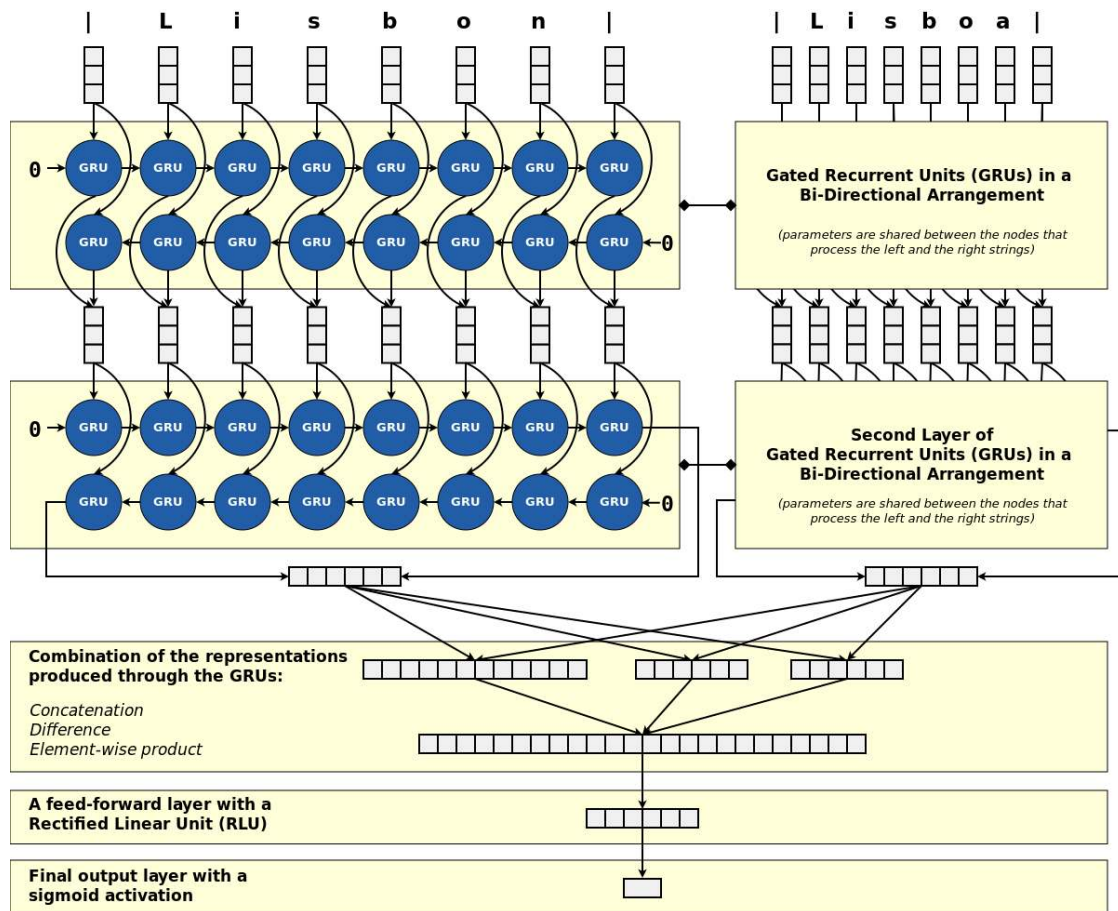 | L i s b o n | | L i s b o a |
0 GRU GRU GRU GRU GRU GRU GRU GRU
GRU GRU GRU GRU GRU GRU GRU GRU 0
Gated Recurrent Units (GRUs) in a
Bi-Directional Arrangement
(parameters are shared between the nodes that
process the left and the right strings)
0 GRU GRU GRU GRU GRU GRU GRU GRU
GRU GRU GRU GRU GRU GRU GRU GRU 0
Second Layer of
Gated Recurrent Units (GRUs) in a
Bi-Directional Arrangement
(parameters are shared between the nodes that
process the left and the right strings)
Combination of the representations
produced through the GRUs:
Concatenation
Difference
Element-wise product
A feed-forward layer with a
Rectified Linear Unit (RLU)
Final output layer with a
sigmoid activation